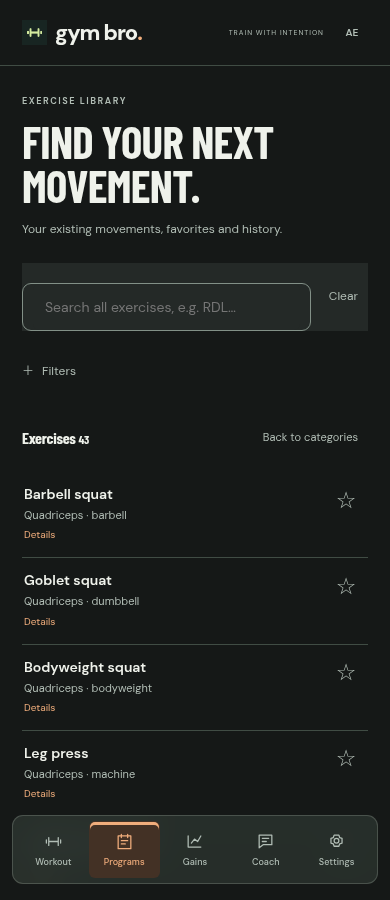 gym bro.
TRAIN WITH INTENTION
AE
EXERCISE LIBRARY
FIND YOUR NEXT
MOVEMENT.
Your existing movements, favorites and history.
Search all exercises, e.g. RDL...
Clear
+ Filters
Exercises 43
Back to categories
Barbell squat
Quadriceps · barbell
Details
Goblet squat
Quadriceps · dumbbell
Details
Bodyweight squat
Quadriceps · bodyweight
Details
Leg press
Quadriceps · machine
Details
Workout
Programs
Gains
Coach
Settings